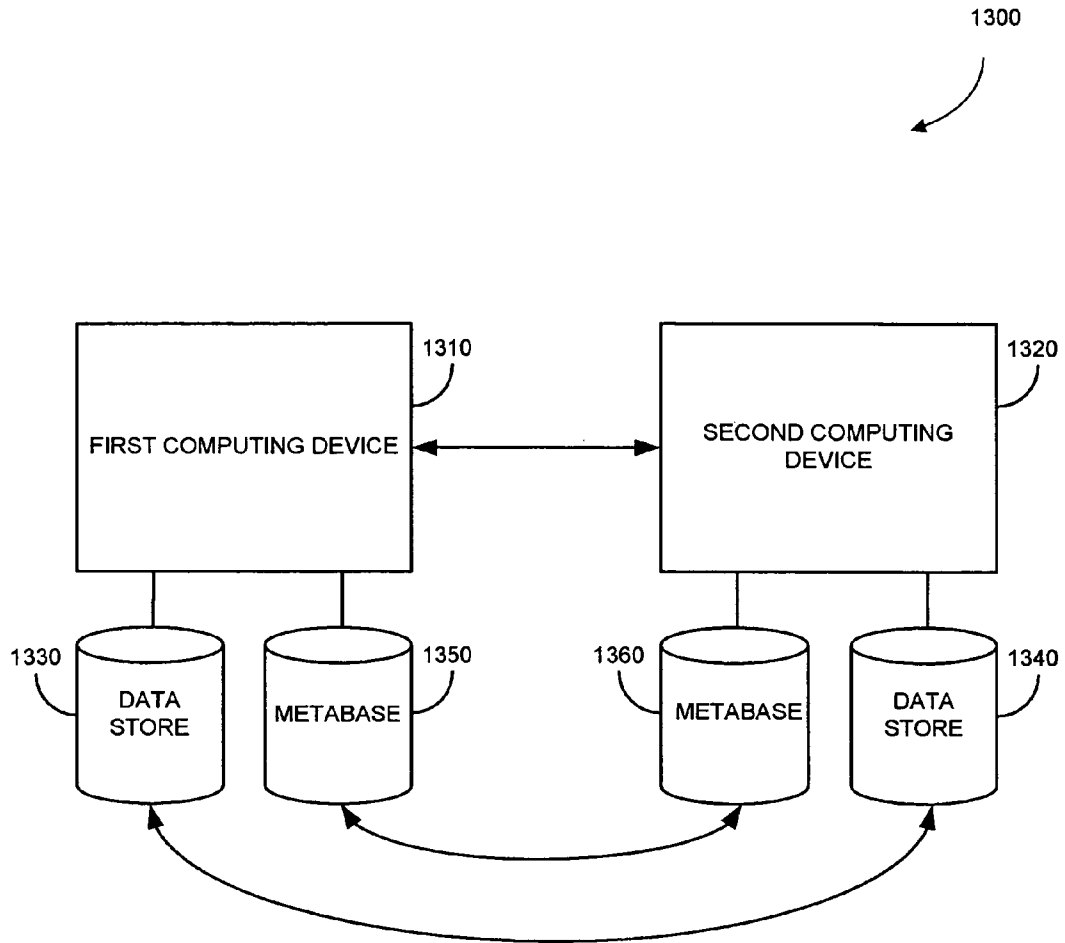 1300
1310
1320
FIRST COMPUTING DEVICE
SECOND COMPUTING
DEVICE
1330
1350
1360
1340
DATA
STORE
METABASE
METABASE
DATA
STORE